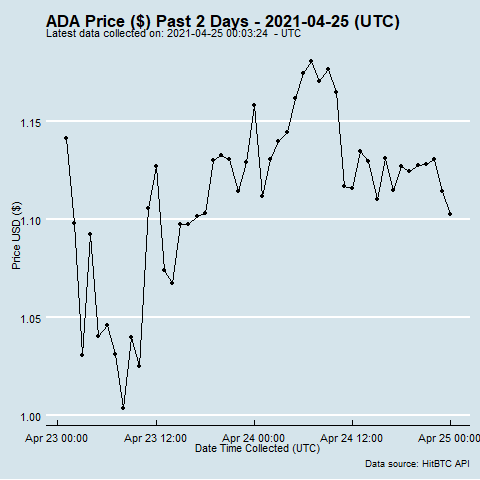 ADA Price ($) Past 2 Days - 2021-04-25 (UTC)
Latest data collected on: 2021-04-25 00:03:24 - UTC
Price USD ($)
1.15
1.10
1.05
1.00
Apr 23 00:00 Apr 23 12:00 Apr 24 00:00 Apr 24 12:00 Apr 25 00:00
Date Time Collected (UTC)
Data source: HitBTC API